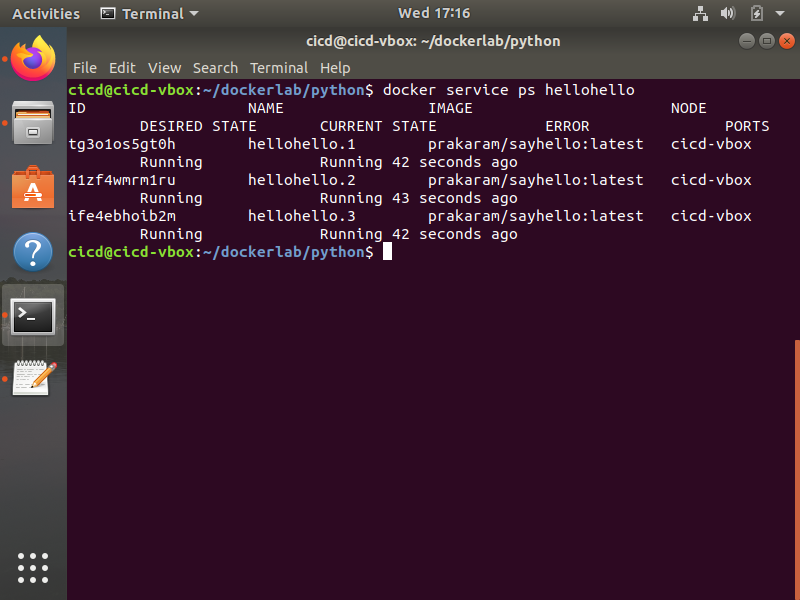 Activities Terminal Wed 17:16
cicd@cicd-vbox: ~/dockerlab/python
File Edit View Search Terminal Help
cicd@cicd-vbox:~/dockerlab/python$ docker service ps hellohello
ID NAME IMAGE NODE
DESIRED STATE CURRENT STATE ERROR PORTS
tg3o1os5gt0h hellohello.1 prakaram/sayhello:latest cicd-vbox
Running Running 42 seconds ago
41zf4wmrm1ru hellohello.2 prakaram/sayhello:latest cicd-vbox
Running Running 43 seconds ago
ife4ebhoib2m hellohello.3 prakaram/sayhello:latest cicd-vbox
Running Running 42 seconds ago
cicd@cicd-vbox:~/dockerlab/python$